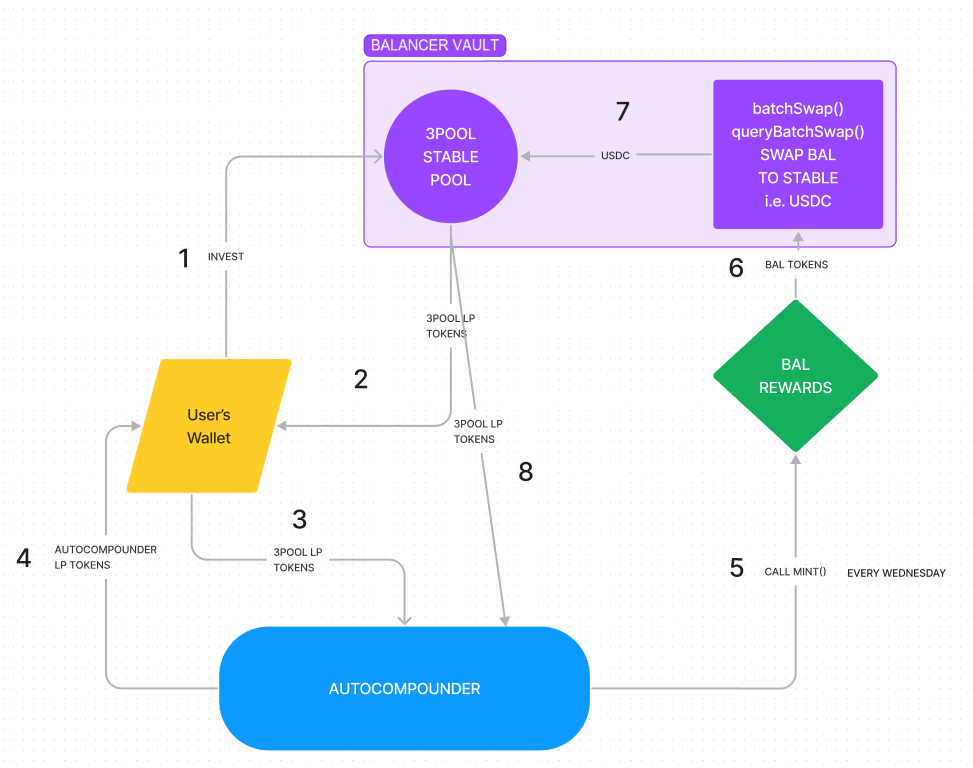 BALANCER VAULT
3POOL
STABLE
POOL
7
USDC
batchSwap()
queryBatchSwap()
SWAP BAL
TO STABLE
i.e. USDC
1
INVEST
6
BAL TOKENS
3POOL LP
TOKENS
2
BAL
REWARDS
User's
Wallet
3POOL LP
TOKENS
8
3
3POOL LP
TOKENS
4
AUTOCOMPOUNDER
LP TOKENS
5
CALL MINT()
EVERY WEDNESDAY
AUTOCOMPOUNDER